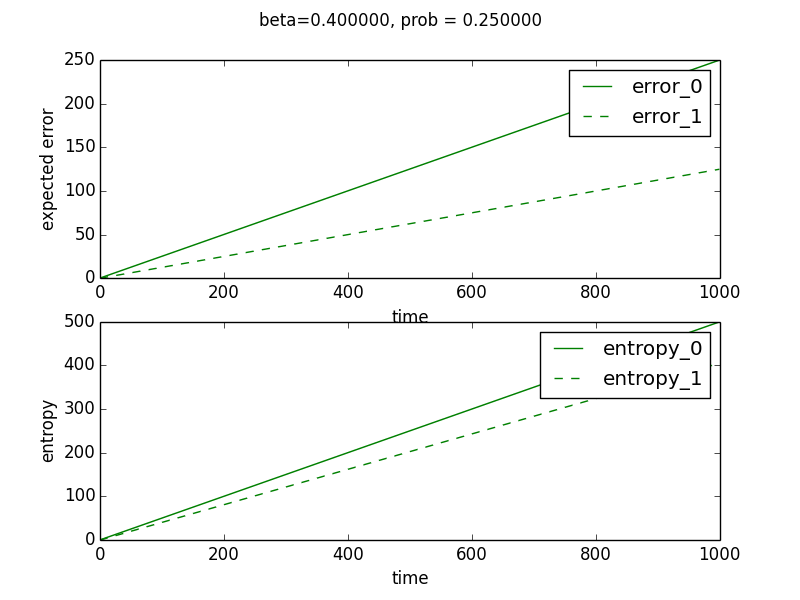 beta=0.400000, prob = 0.250000
250
200
150
100
50
0
expected error
error_0
error_1
0 200 400 600 800 1000
time
500
400
300
200
100
0
entropy
entropy_0
entropy_1
0 200 400 600 800 1000
time